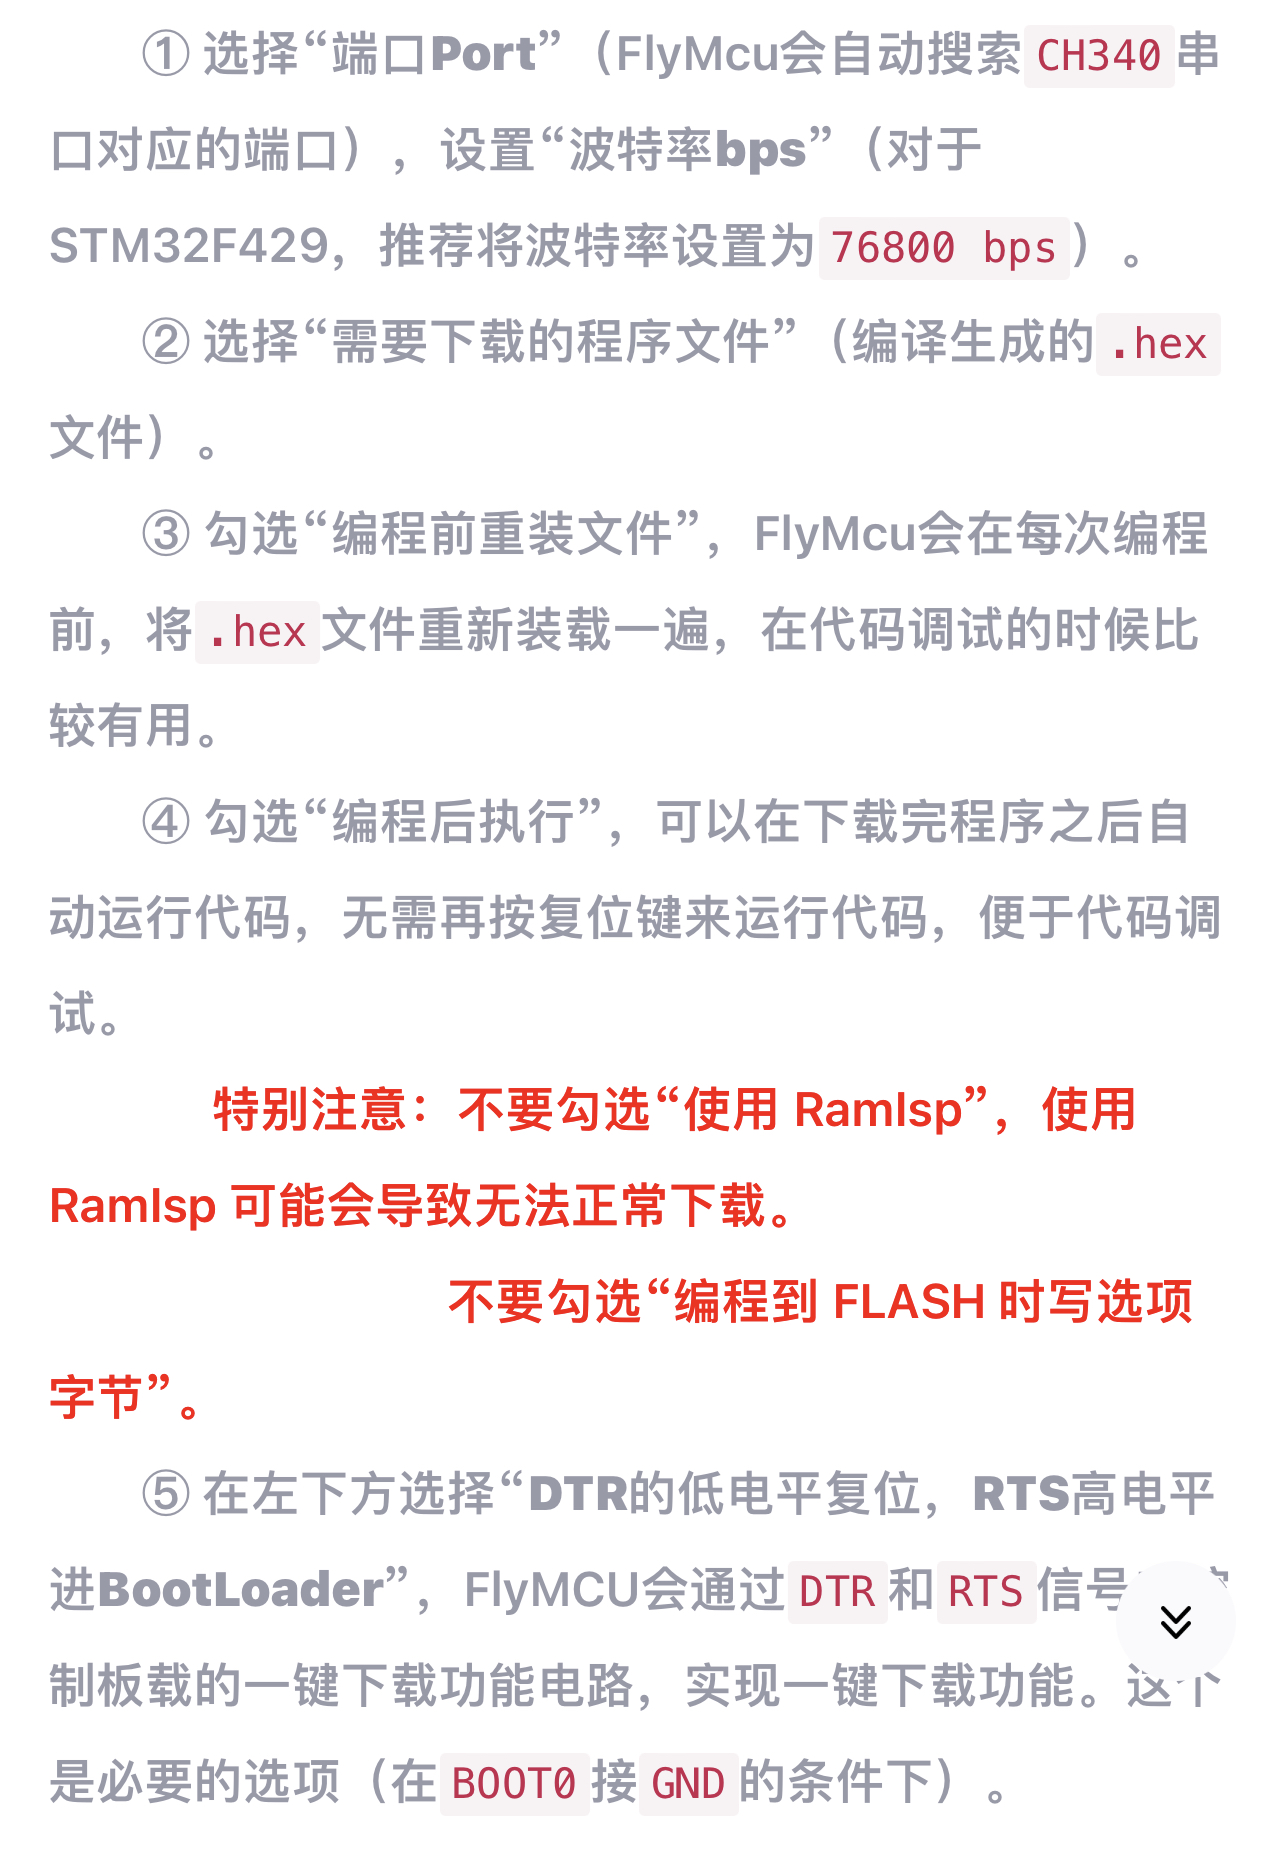 ① 选择“端口Port”（FlyMcu会自动搜索CH340串
口对应的端口），设置“波特率bps”（对于
STM32F429，推荐将波特率设置为76800 bps）。
② 选择“需要下载的程序文件”（编译生成的.hex
文件）。
③ 勾选“编程前重装文件”，FlyMcu会在每次编程
前，将.hex文件重新装载一遍，在代码调试的时候比
较有用。
④ 勾选“编程后执行”，可以在下载完程序之后自
动运行代码，无需再按复位键来运行代码，便于代码调
试。
特别注意：不要勾选“使用 RamIsp”，使用
RamIsp 可能会导致无法正常下载。
不要勾选“编程到 FLASH 时写选项
字节”。
⑤ 在左下方选择“DTR的低电平复位，RTS高电平
进BootLoader”，FlyMCU会通过DTR和RTS信号
制板载的一键下载功能电路，实现一键下载功能。这个
是必要的选项（在BOOT0接GND的条件下）。